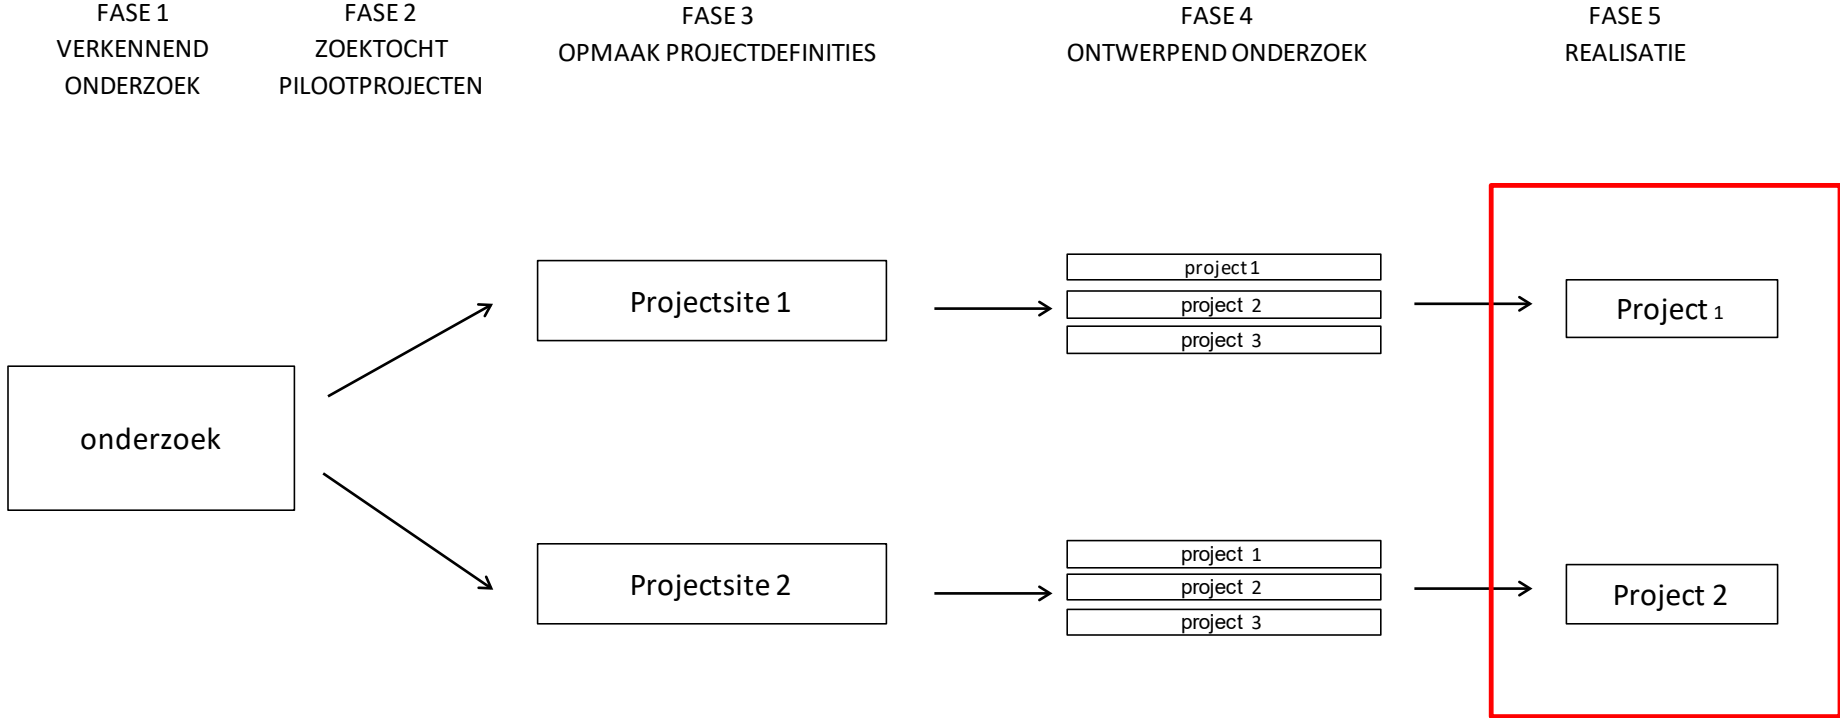 FASE 1
VERKENNEND
ONDERZOEK
FASE 2
ZOEKTOCHT
PILOOTPROJECTEN
FASE 3
OPMAAK PROJECTDEFINITIES
FASE 4
ONTWERPEND ONDERZOEK
FASE 5
REALISATIE
onderzoek
Projectsite 1
project 1
project 2
project 3
Project 1
Projectsite 2
project 1
project 2
project 3
Project 2